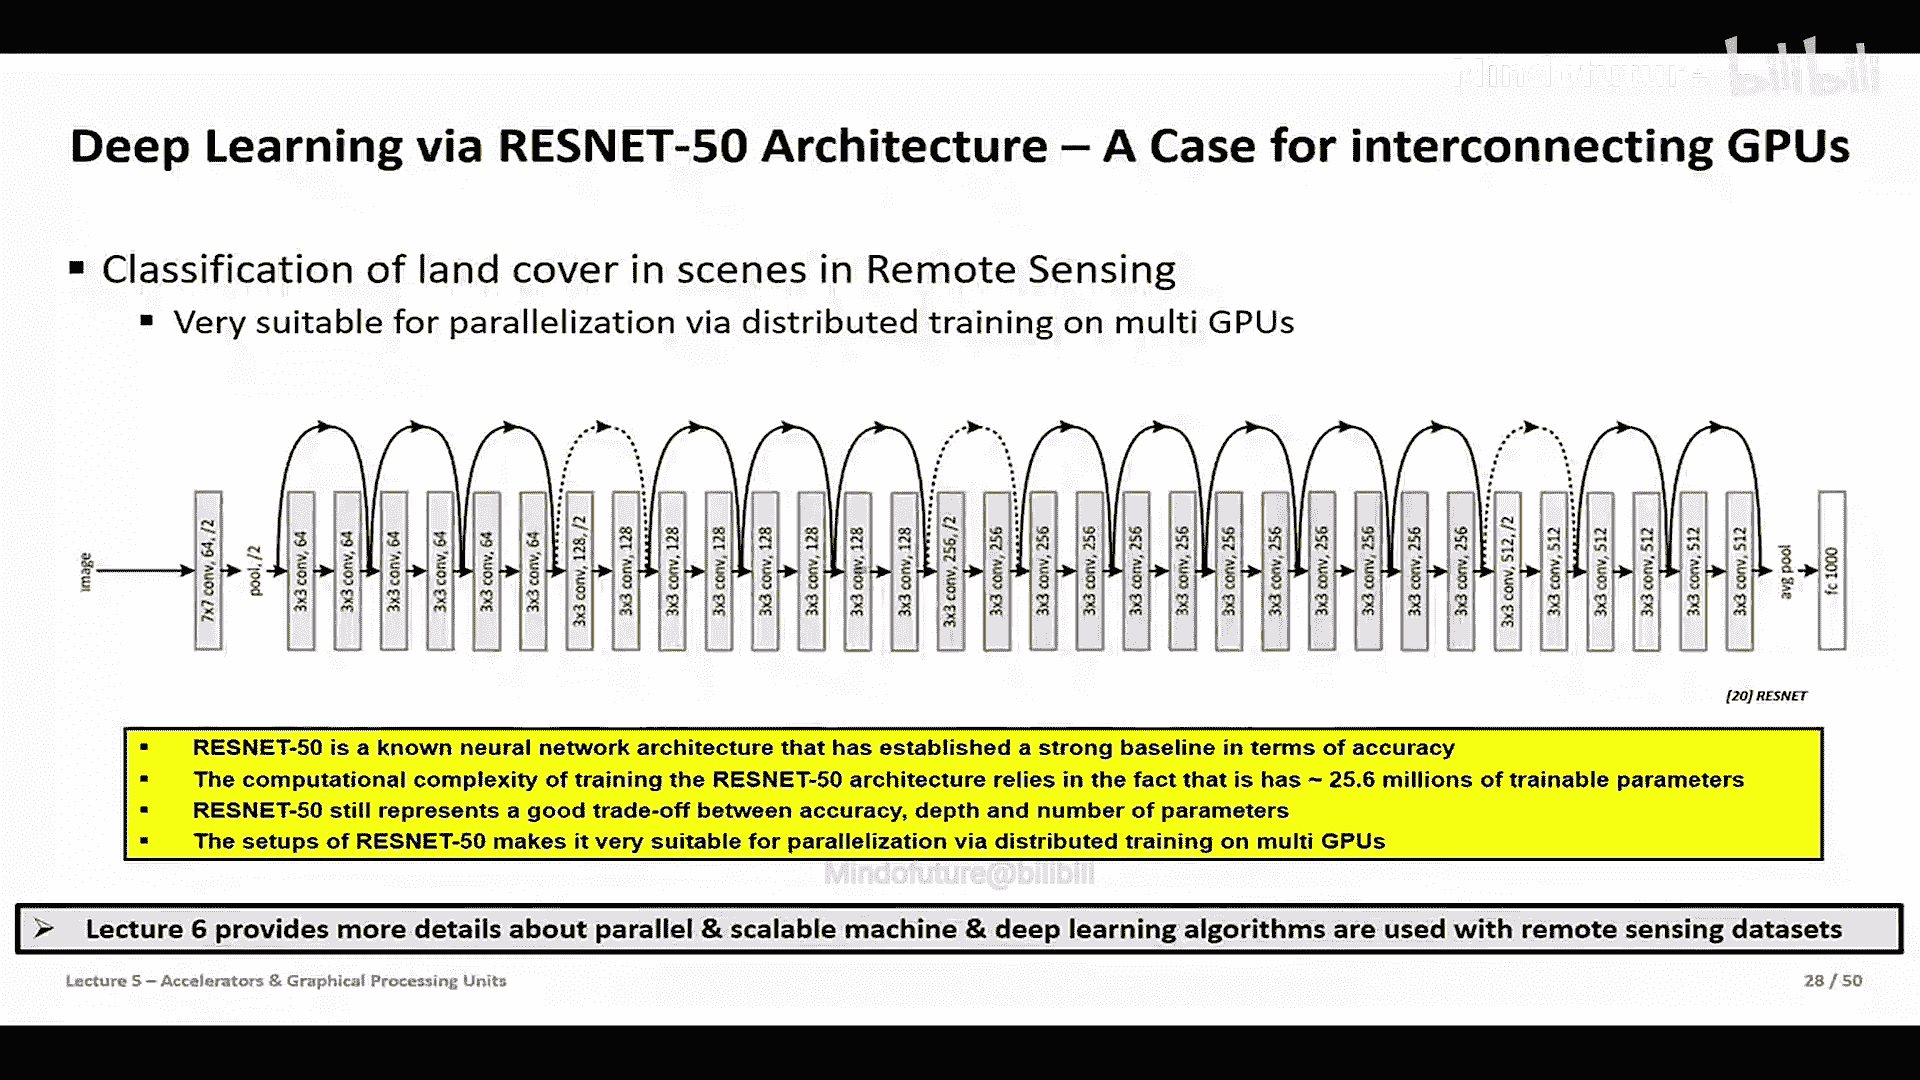 Mindofuture bilibili
Deep Learning via RESNET-50 Architecture – A Case for interconnecting GPUs
▪ Classification of land cover in scenes in Remote Sensing
▪ Very suitable for parallelization via distributed training on multi GPUs
image
7x7 conv, 64, /2
pool, /2
3x3 conv, 64
3x3 conv, 64
3x3 conv, 64
3x3 conv, 64
3x3 conv, 64
3x3 conv, 64
3x3 conv, 128, /2
3x3 conv, 128
3x3 conv, 128
3x3 conv, 128
3x3 conv, 128
3x3 conv, 128
3x3 conv, 128
3x3 conv, 128
3x3 conv, 256, /2
3x3 conv, 256
3x3 conv, 256
3x3 conv, 256
3x3 conv, 256
3x3 conv, 256
3x3 conv, 256
3x3 conv, 256
3x3 conv, 256
3x3 conv, 256
3x3 conv, 256
3x3 conv, 256
3x3 conv, 512, /2
3x3 conv, 512
3x3 conv, 512
3x3 conv, 512
3x3 conv, 512
3x3 conv, 512
avg pool
fc 1000
[20] RESNET
▪ RESNET-50 is a known neural network architecture that has established a strong baseline in terms of accuracy
▪ The computational complexity of training the RESNET-50 architecture relies in the fact that is has ~ 25.6 millions of trainable parameters
▪ RESNET-50 still represents a good trade-off between accuracy, depth and number of parameters
▪ The setups of RESNET-50 makes it very suitable for parallelization via distributed training on multi GPUs
Mindofuture@bilibili
➢ Lecture 6 provides more details about parallel & scalable machine & deep learning algorithms are used with remote sensing datasets
Lecture 5 – Accelerators & Graphical Processing Units
28 / 50